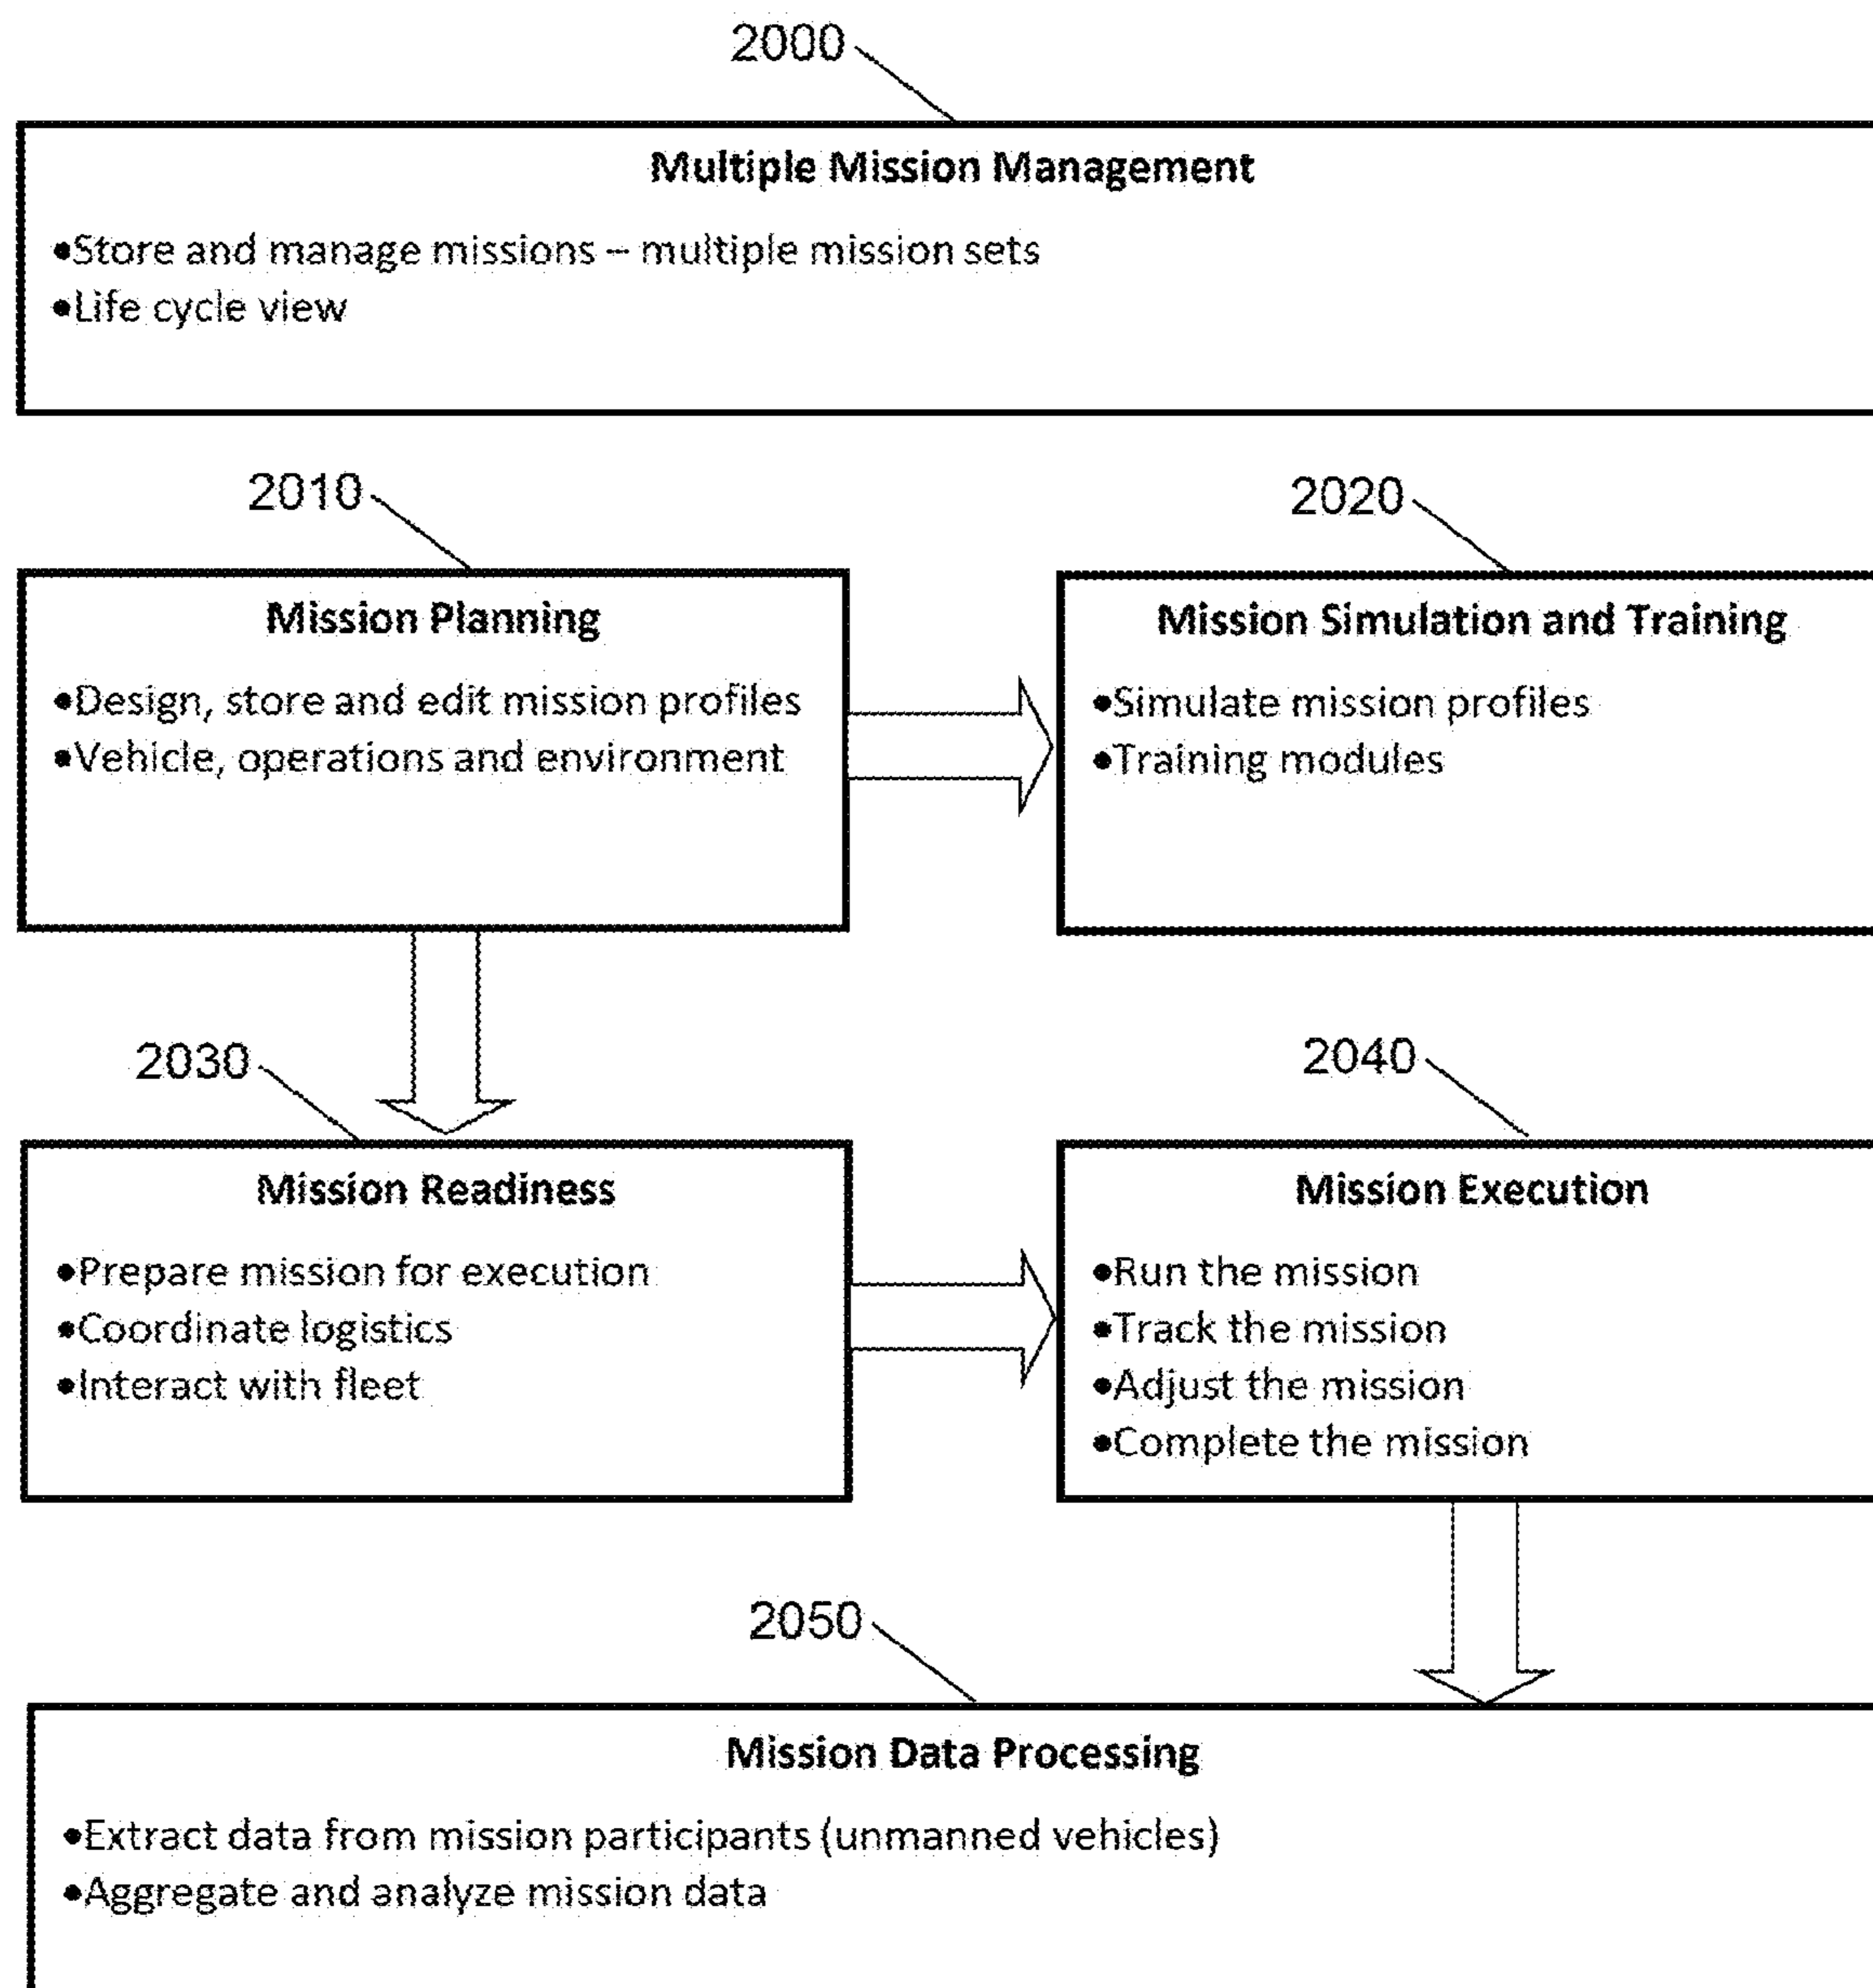 2000
Multiple Mission Management
•Store and manage missions – multiple mission sets
•Life cycle view
2010
Mission Planning
•Design, store and edit mission profiles
•Vehicle, operations and environment
2020
Mission Simulation and Training
•Simulate mission profiles
•Training modules
2030
Mission Readiness
•Prepare mission for execution
•Coordinate logistics
•Interact with fleet
2040
Mission Execution
•Run the mission
•Track the mission
•Adjust the mission
•Complete the mission
2050
Mission Data Processing
•Extract data from mission participants (unmanned vehicles)
•Aggregate and analyze mission data